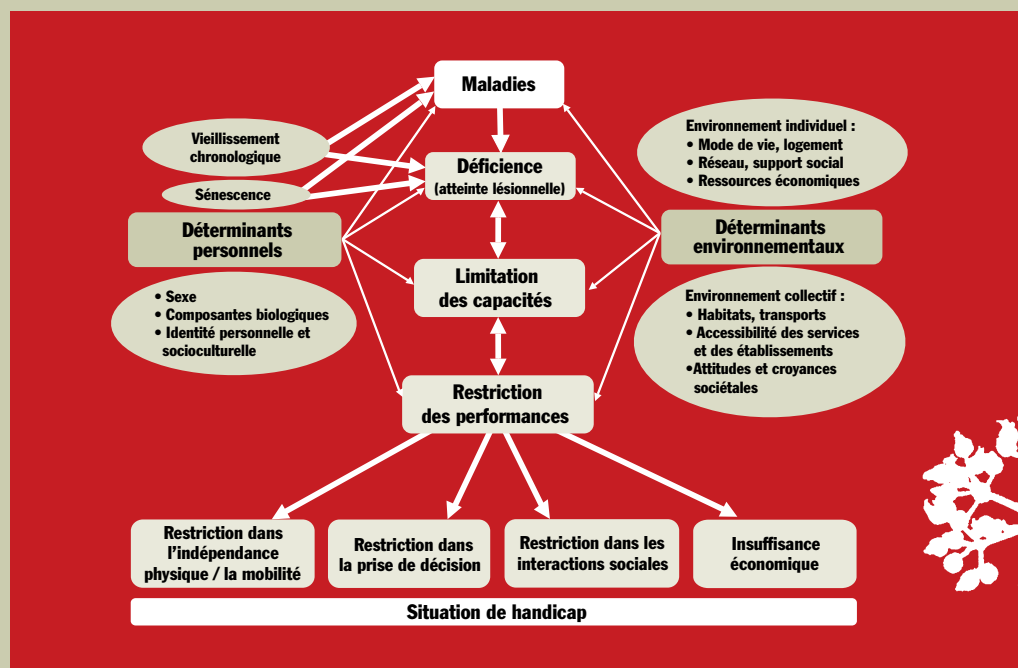 Maladies
Vieillissement
chronologique
Sénescence
Déficience
(atteinte lésionnelle)
Environnement individuel :
• Mode de vie, logement
• Réseau, support social
• Ressources économiques
Déterminants
personnels
Déterminants
environnementaux
Limitation
des capacités
• Sexe
• Composantes biologiques
• Identité personnelle et
socioculturelle
Environnement collectif :
• Habitats, transports
• Accessibilité des services
et des établissements
•Attitudes et croyances
sociétales
Restriction
des performances
Restriction dans
l'indépendance
physique / la mobilité
Restriction dans
la prise de décision
Restriction dans les
interactions sociales
Insuffisance
économique
Situation de handicap